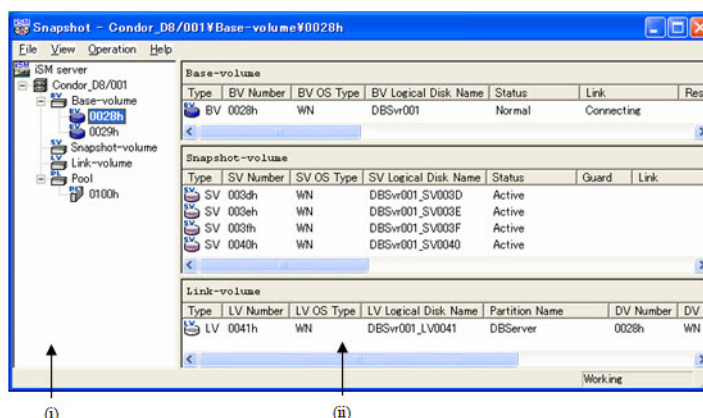 Snapshot - Condor_D8/001¥Base-volume¥0028h
File View Operation Help
iSM server
Condor_D8/001
Base-volume
0028h
0029h
Snapshot-volume
Link-volume
Pool
0100h
Base-volume
Type BV Number BV OS Type BV Logical Disk Name Status Link Res
BV 0028h WN DBSvr001 Normal Connecting
Snapshot-volume
Type SV Number SV OS Type SV Logical Disk Name Status Guard Link
SV 003dh WN DBSvr001_SV003D Active
SV 003eh WN DBSvr001_SV003E Active
SV 003fh WN DBSvr001_SV003F Active
SV 0040h WN DBSvr001_SV0040 Active
Link-volume
Type LV Number LV OS Type LV Logical Disk Name Partition Name DV Number DV
LV 0041h WN DBSvr001_LV0041 DBServer 0028h WN
Working
(i) (ii)